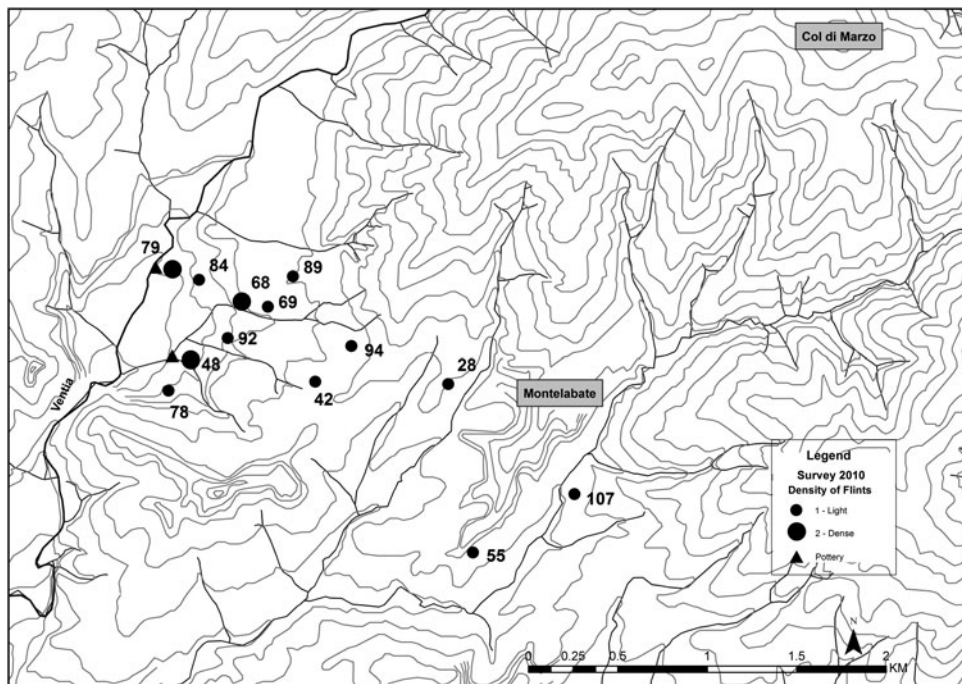 Col di Marzo
79
84
89
68
69
92
94
48
28
42
78
Ventia
Montelabate
107
55
Legend
Survey 2010
Density of Flints
1 - Light
2 - Dense
Pottery
N
0 0.25 0.5 1 1.5 2
KM